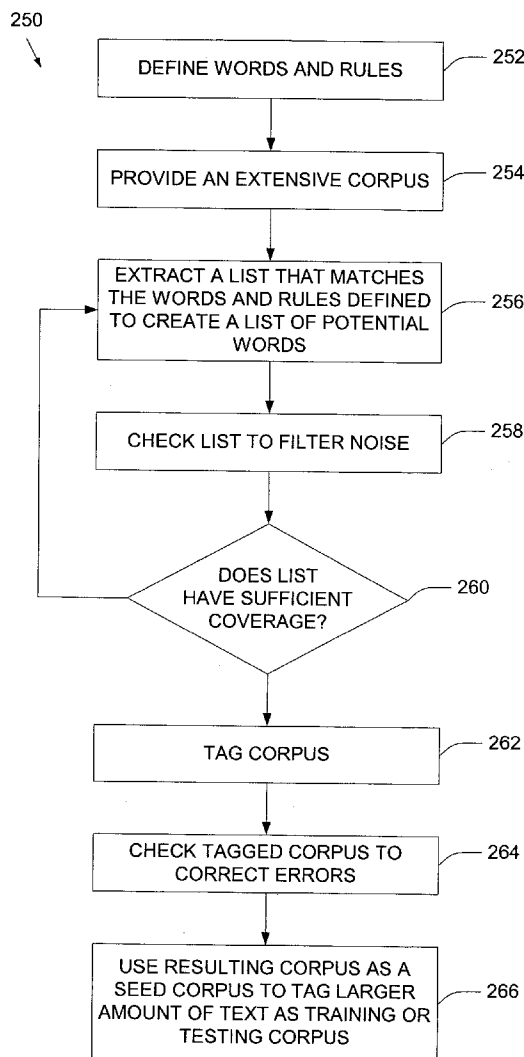 250
DEFINE WORDS AND RULES
252
PROVIDE AN EXTENSIVE CORPUS
254
EXTRACT A LIST THAT MATCHES
THE WORDS AND RULES DEFINED
TO CREATE A LIST OF POTENTIAL
WORDS
256
CHECK LIST TO FILTER NOISE
258
DOES LIST
HAVE SUFFICIENT
COVERAGE?
260
TAG CORPUS
262
CHECK TAGGED CORPUS TO
CORRECT ERRORS
264
USE RESULTING CORPUS AS A
SEED CORPUS TO TAG LARGER
AMOUNT OF TEXT AS TRAINING OR
TESTING CORPUS
266